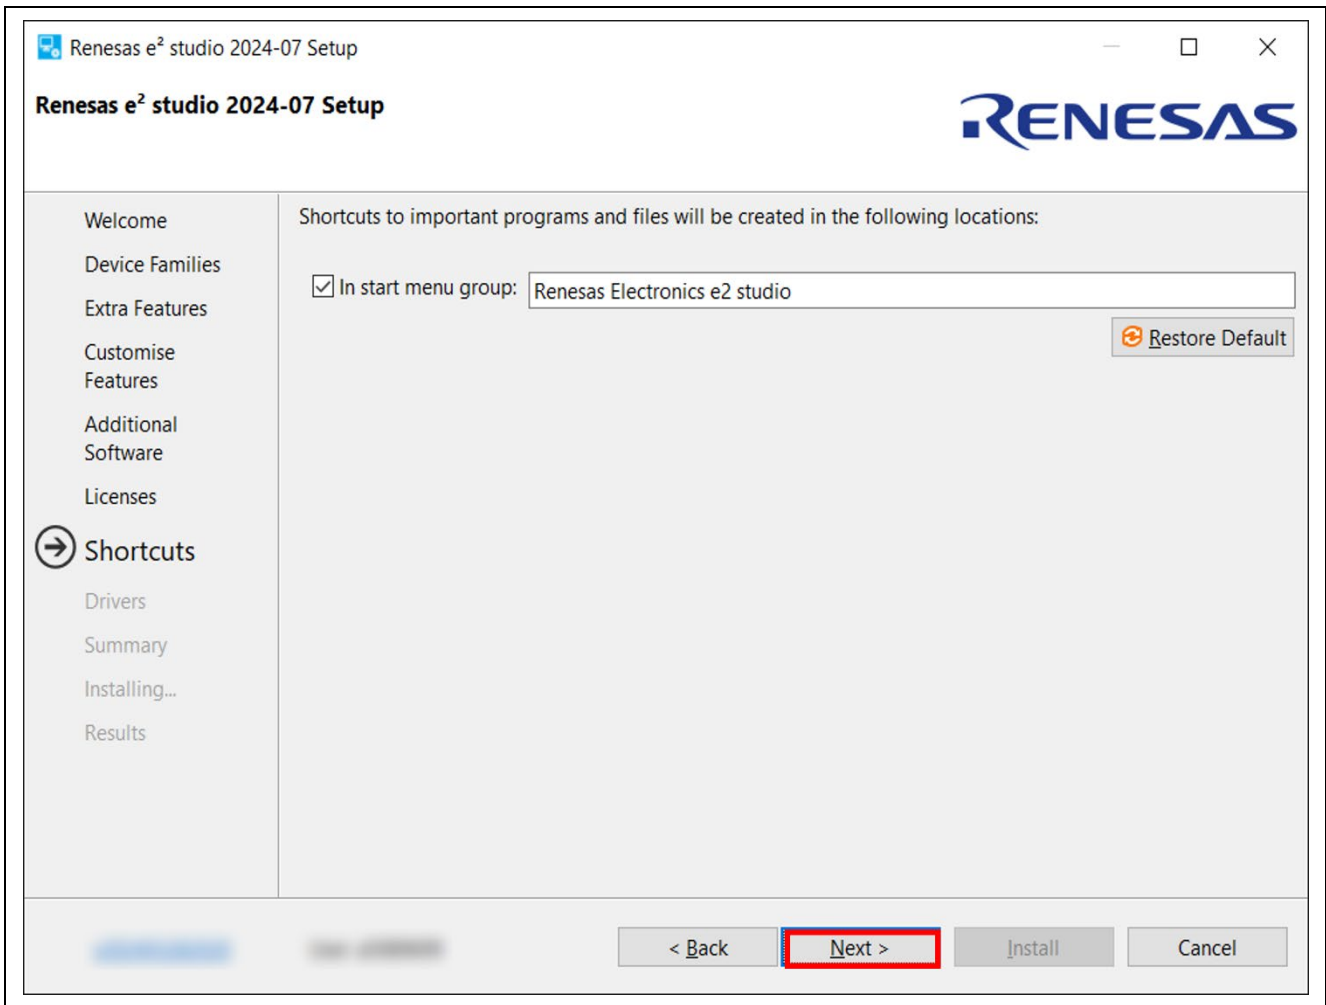 Renesas e² studio 2024-07 Setup
Renesas e² studio 2024-07 Setup
RENESAS
Welcome
Device Families
Extra Features
Customise
Features
Additional
Software
Licenses
Shortcuts
Drivers
Summary
Installing...
Results
Shortcuts to important programs and files will be created in the following locations:
In start menu group: Renesas Electronics e2 studio
Restore Default
< Back Next > Install Cancel